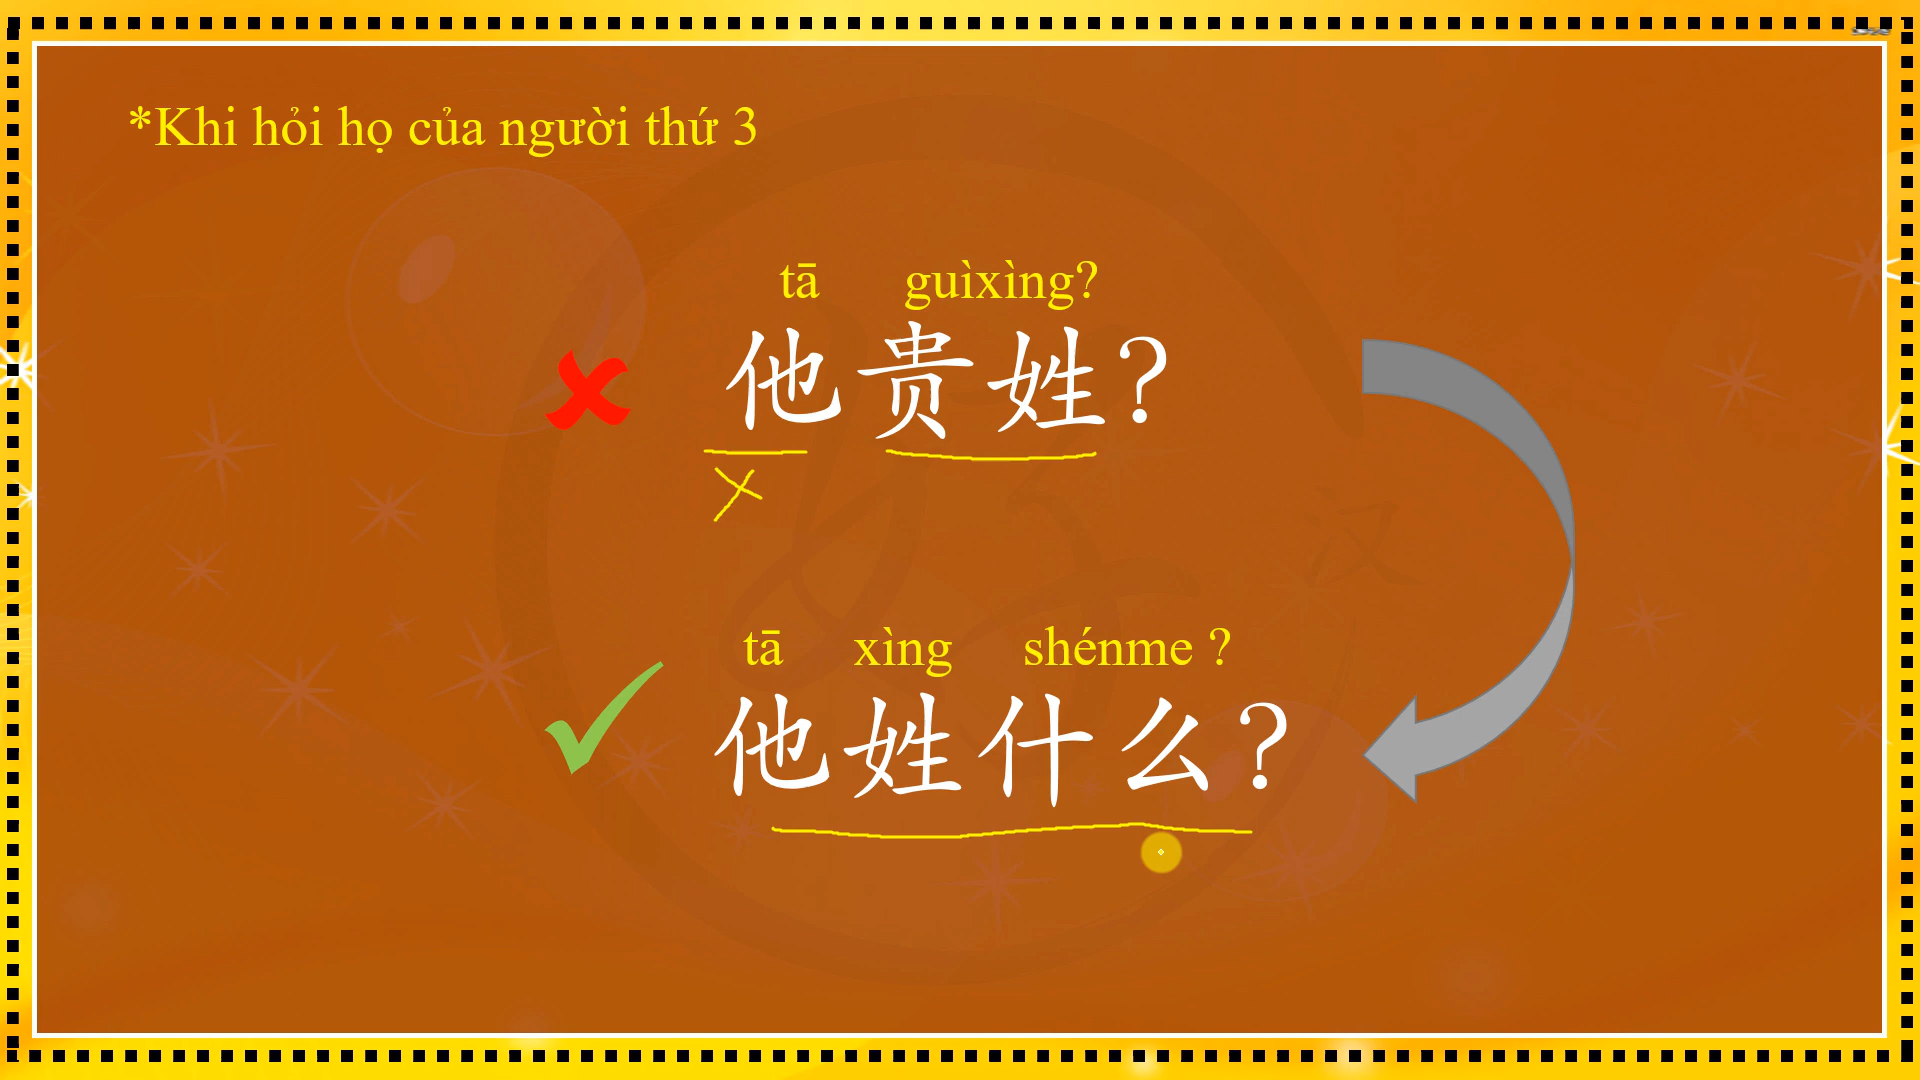 *Khi hỏi họ của người thứ 3
tā guìxìng?
他贵姓?
tā xìng shénme ?
他姓什么?
汉